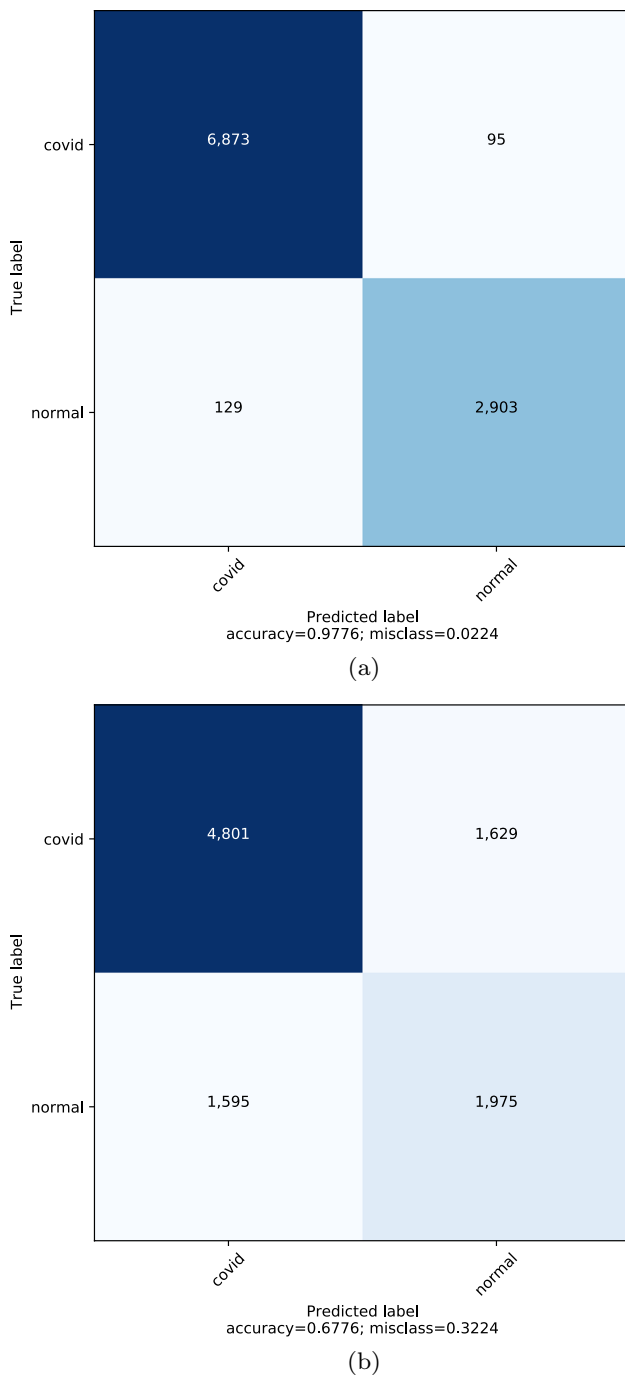 covid
6,873
95
True label
normal
129
2,903
covid
normal
Predicted label
accuracy=0.9776; misclass=0.0224
(a)
covid
4,801
1,629
True label
normal
1,595
1,975
covid
normal
Predicted label
accuracy=0.6776; misclass=0.3224
(b)